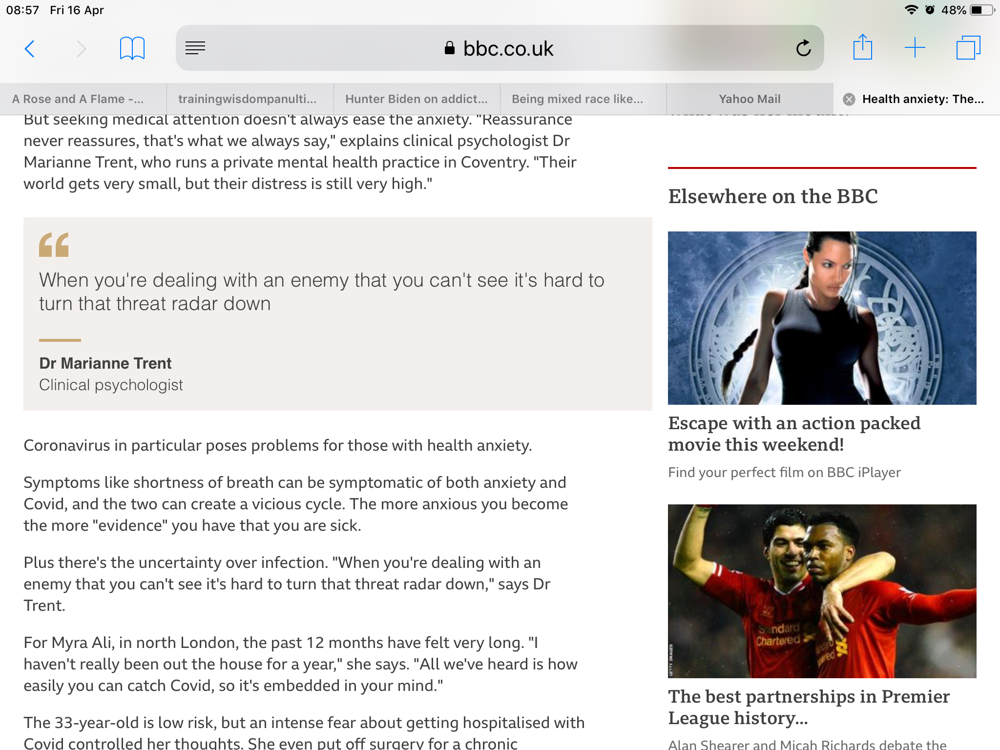 08:57 Fri 16 Apr
48%
bbc.co.uk
A Rose and A Flame -...
trainingwisdompanulti...
Hunter Biden on addict...
Being mixed race like...
Yahoo Mail
Health anxiety: The...
But seeking medical attention doesn't always ease the anxiety. "Reassurance
never reassures, that's what we always say," explains clinical psychologist Dr
Marianne Trent, who runs a private mental health practice in Coventry. "Their
world gets very small, but their distress is still very high."
“
When you're dealing with an enemy that you can't see it's hard to
turn that threat radar down
Dr Marianne Trent
Clinical psychologist
Coronavirus in particular poses problems for those with health anxiety.
Symptoms like shortness of breath can be symptomatic of both anxiety and
Covid, and the two can create a vicious cycle. The more anxious you become
the more "evidence" you have that you are sick.
Plus there's the uncertainty over infection. "When you're dealing with an
enemy that you can't see it's hard to turn that threat radar down," says Dr
Trent.
For Myra Ali, in north London, the past 12 months have felt very long. "I
haven't really been out the house for a year," she says. "All we've heard is how
easily you can catch Covid, so it's embedded in your mind."
The 33-year-old is low risk, but an intense fear about getting hospitalised with
Covid controlled her thoughts. She even put off surgery for a chronic
Elsewhere on the BBC
Escape with an action packed
movie this weekend!
Find your perfect film on BBC iPlayer
Standard
Chartered
GETTY IMAGES
The best partnerships in Premier
League history...
Alan Shearer and Micah Richards debate the